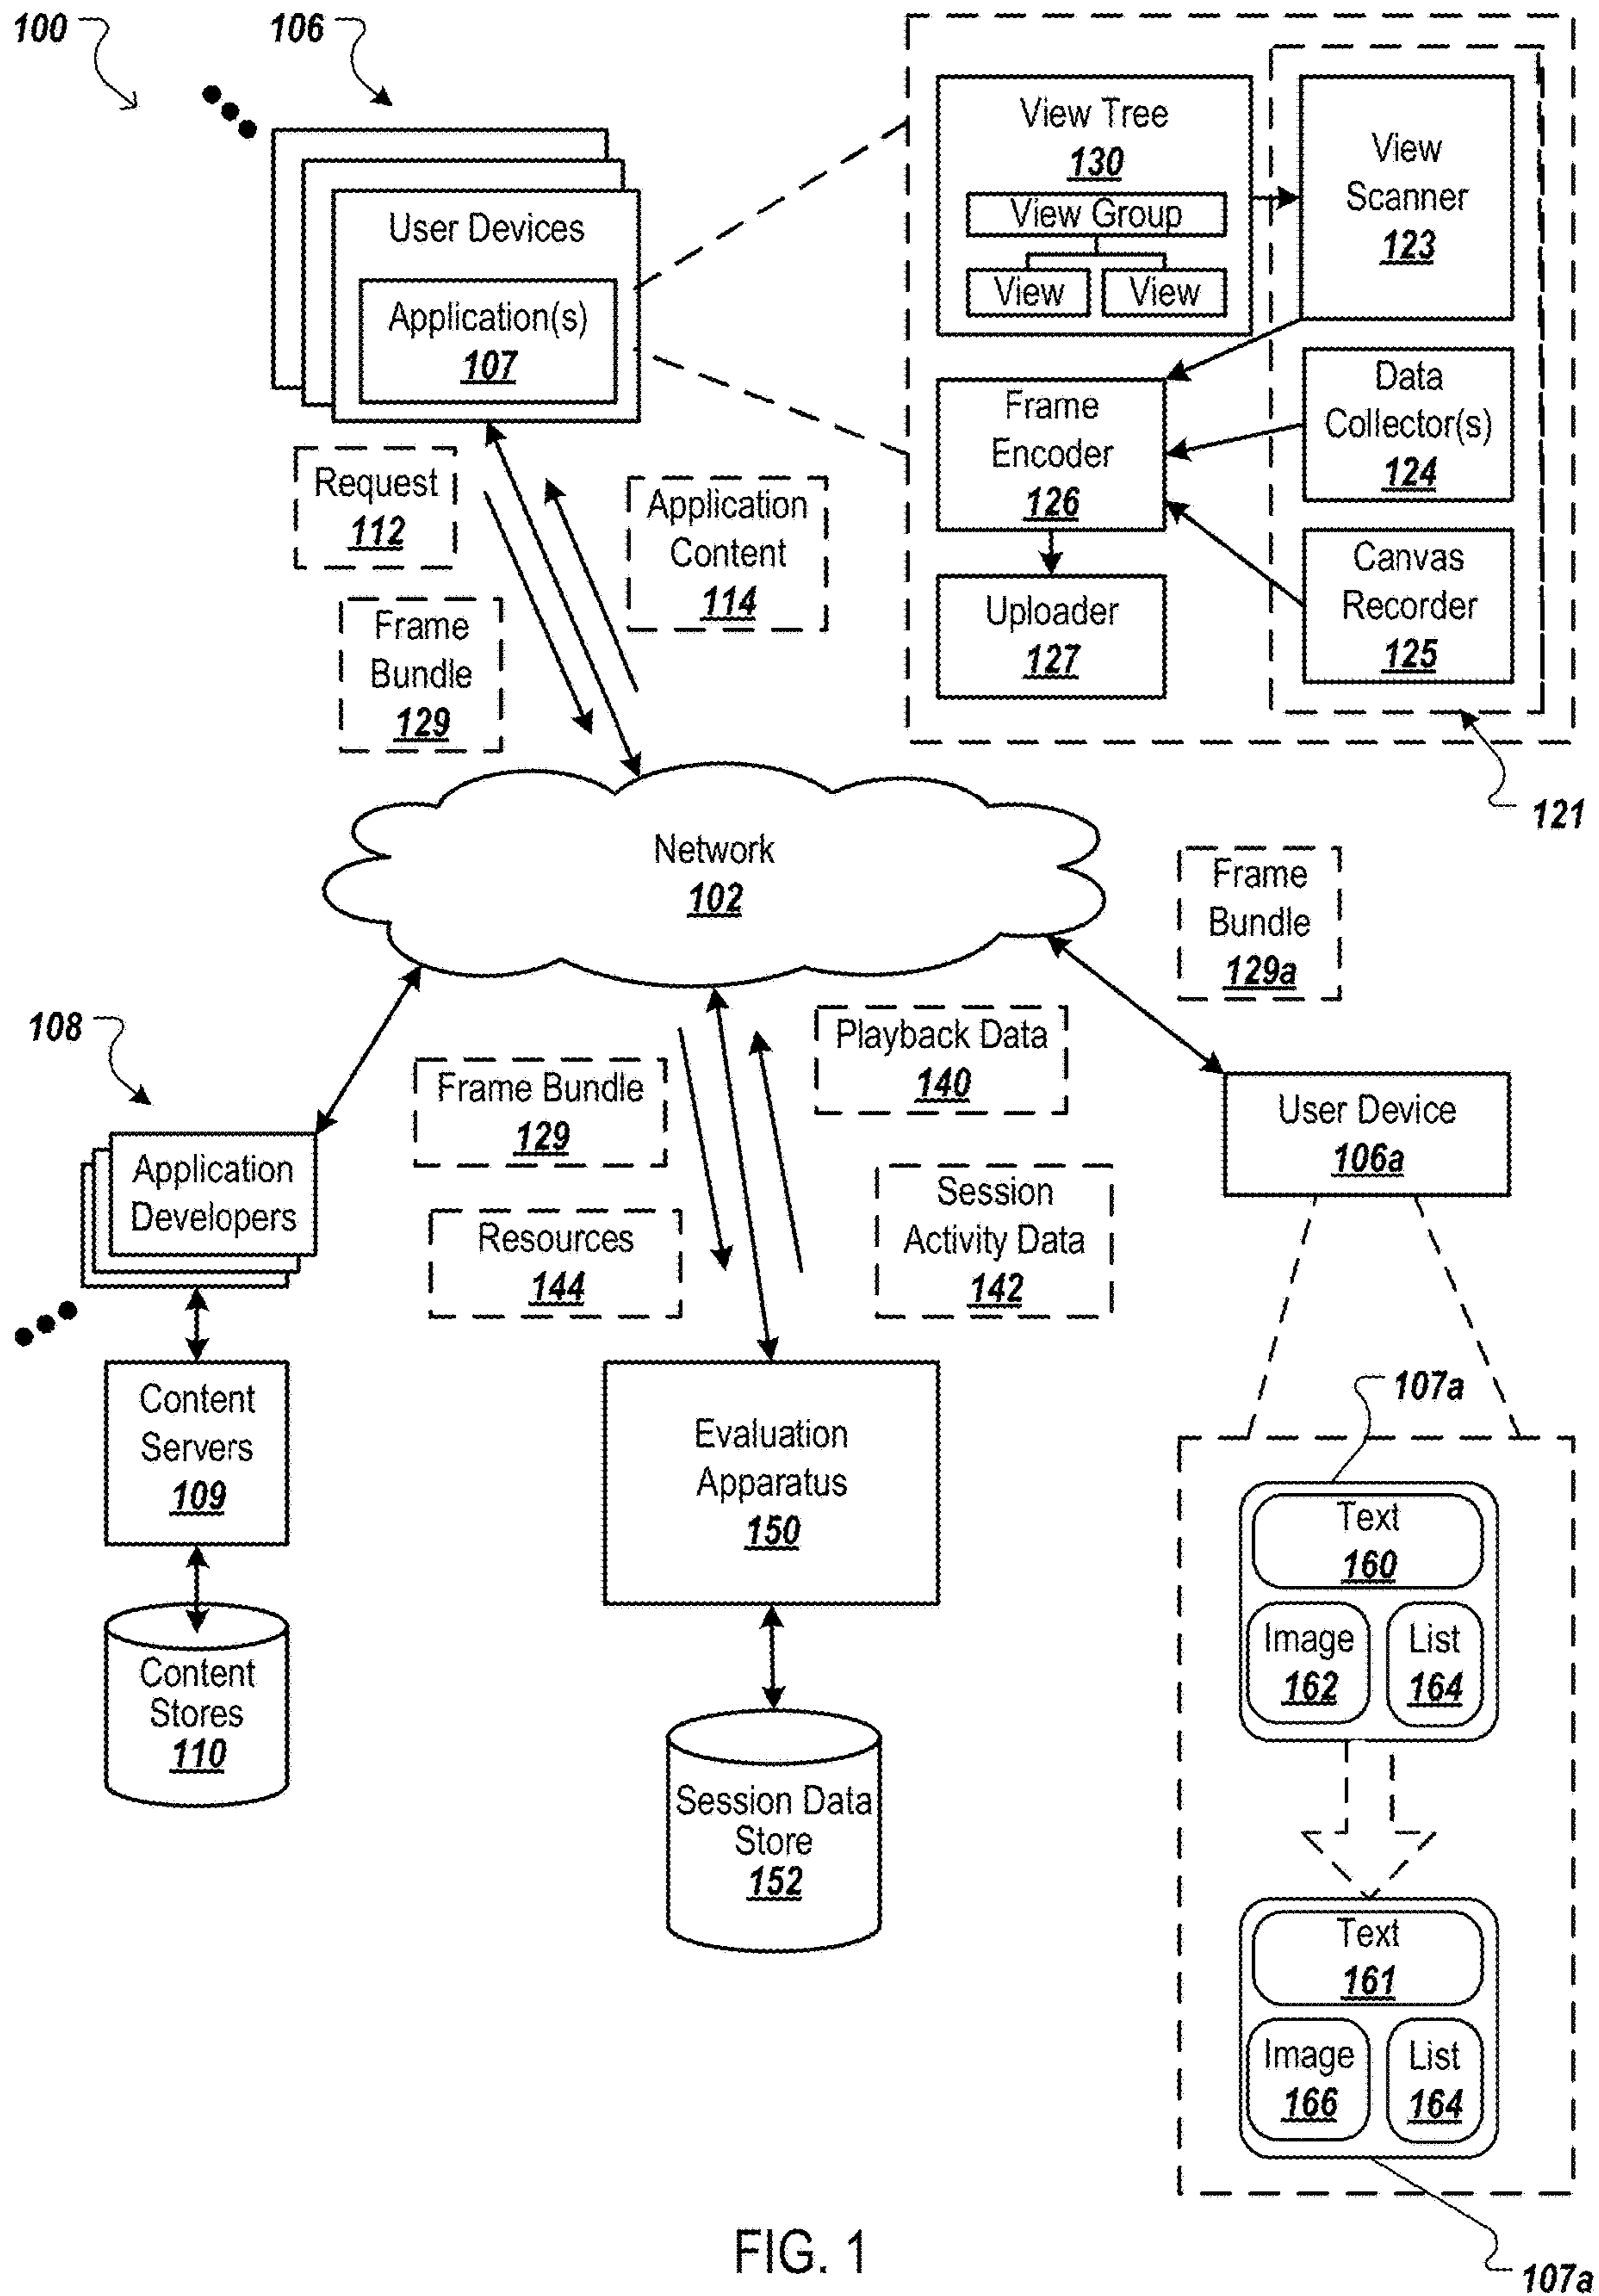 100
106
User Devices
Application(s)
107
View Tree
130
View Group
View
View
View
Scanner
123
Frame
Encoder
126
Data
Collector(s)
124
Uploader
127
Canvas
Recorder
125
121
Request
112
Application
Content
114
Frame
Bundle
129
Network
102
Frame
Bundle
129a
108
Application
Developers
Frame Bundle
129
Resources
144
Playback Data
140
Session
Activity Data
142
User Device
106a
Content
Servers
109
Content
Stores
110
Evaluation
Apparatus
150
Session Data
Store
152
107a
Text
160
Image
162
List
164
Text
161
Image
166
List
164
107a
FIG. 1